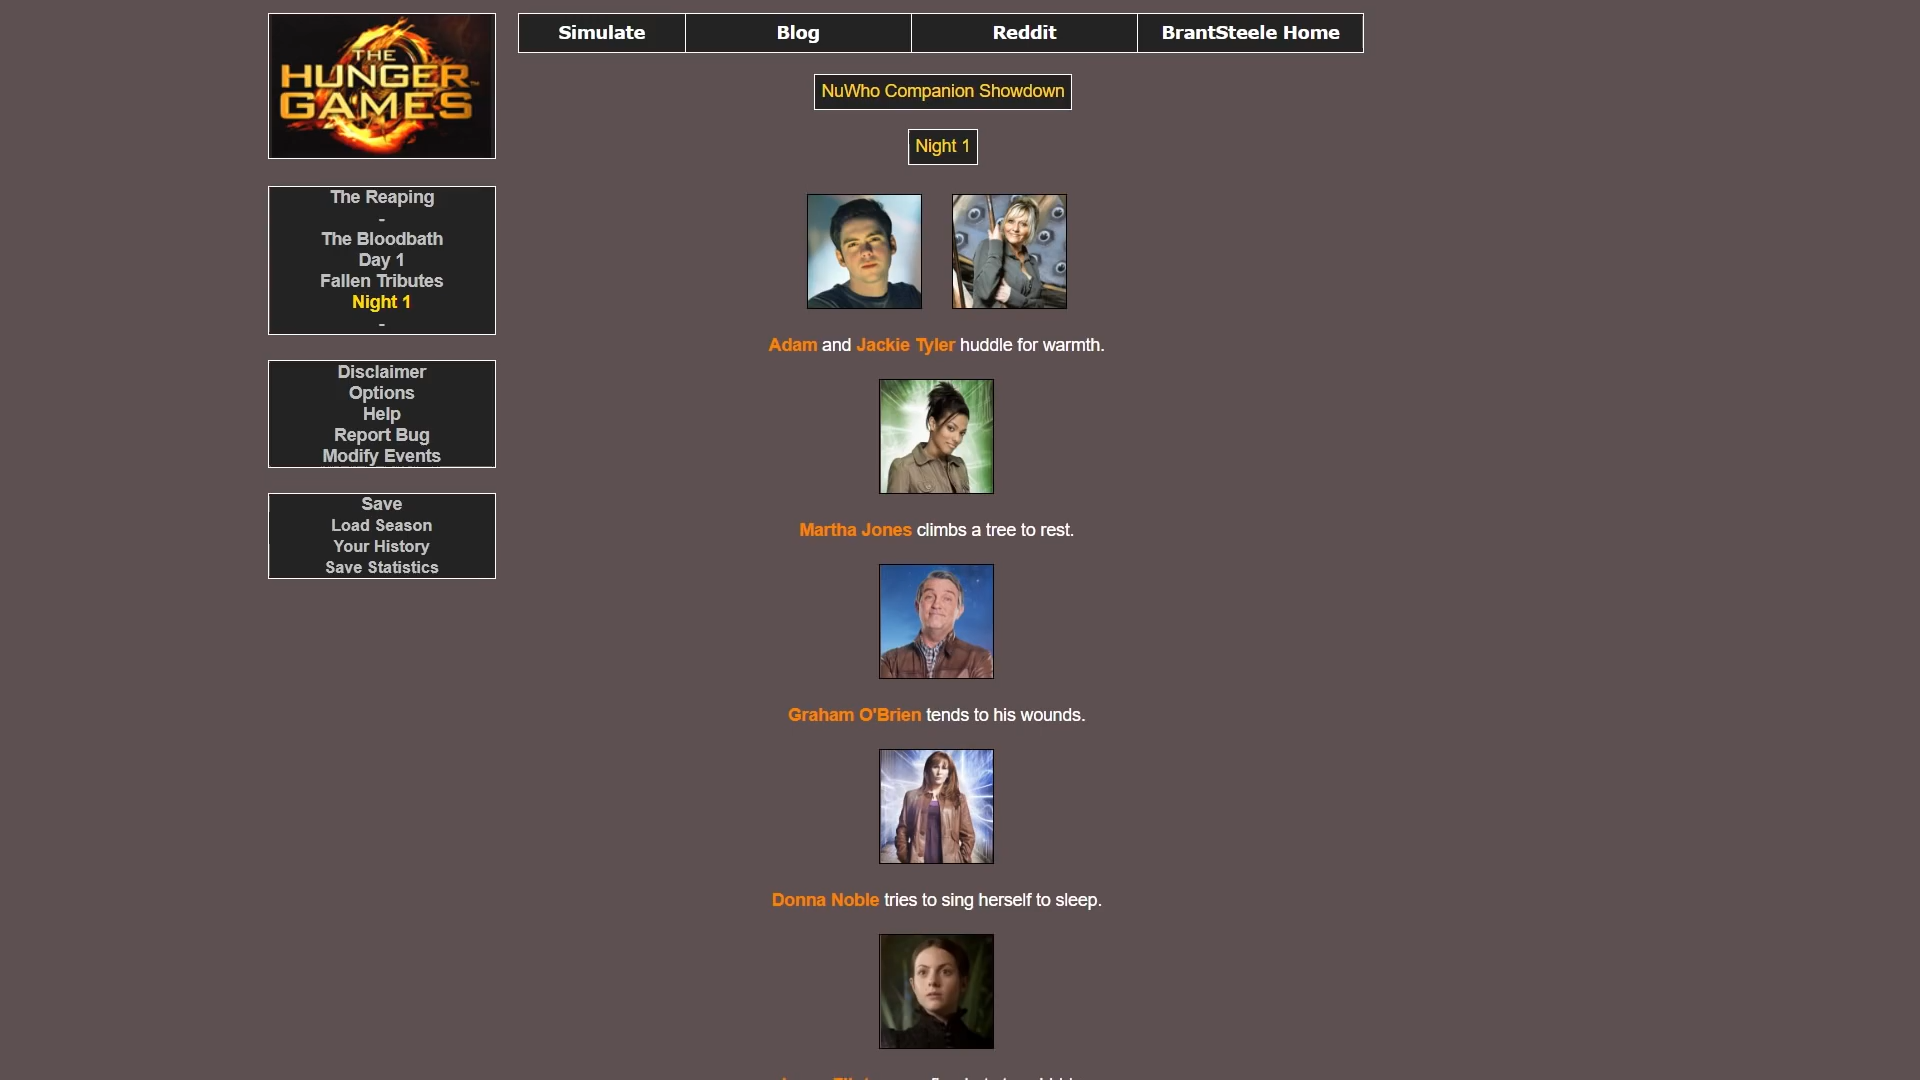 THE
HUNGER
GAMES
Simulate
Blog
Reddit
BrantSteele Home
NuWho Companion Showdown
Night 1
The Reaping
-
The Bloodbath
Day 1
Fallen Tributes
Night 1
-
Disclaimer
Options
Help
Report Bug
Modify Events
Save
Load Season
Your History
Save Statistics
Adam and Jackie Tyler huddle for warmth.
Martha Jones climbs a tree to rest.
Graham O'Brien tends to his wounds.
Donna Noble tries to sing herself to sleep.